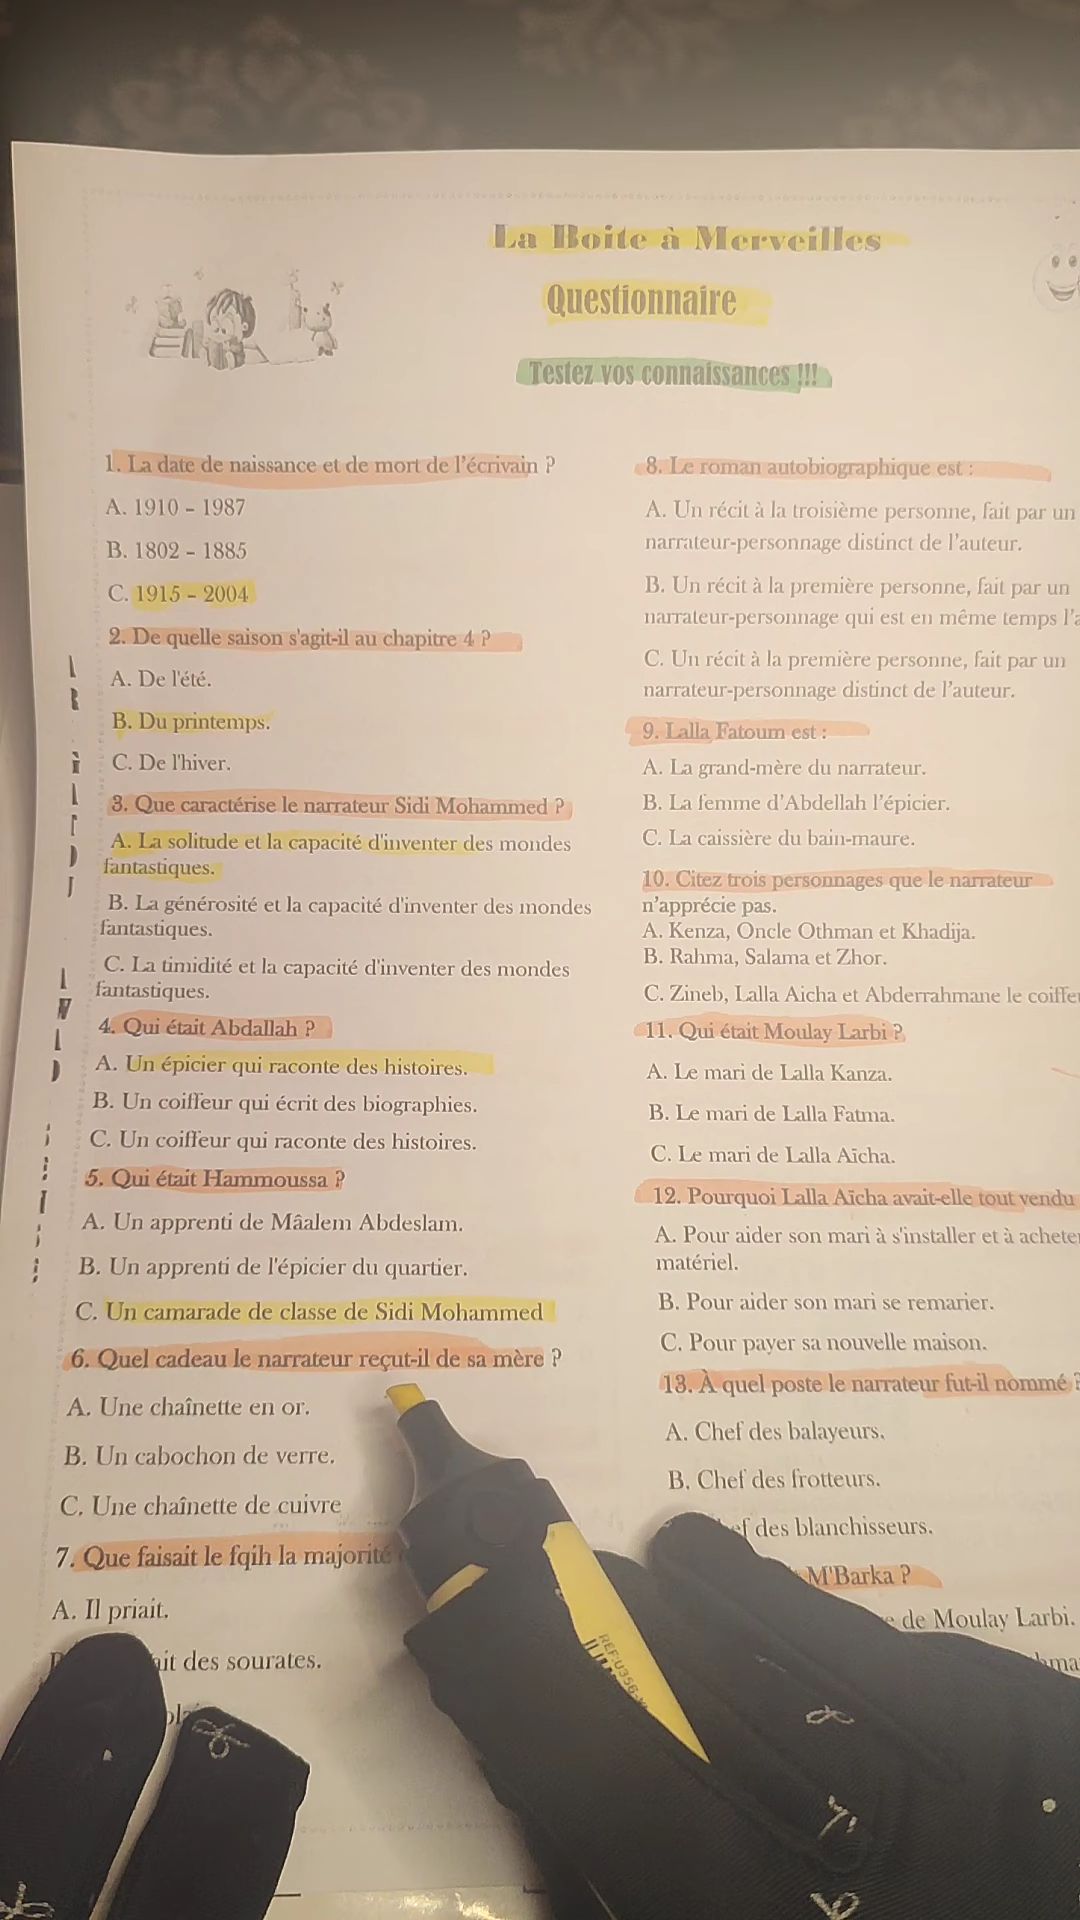 La Boite à Merveilles
Questionnaire
Testez vos connaissances !!!
1. La date de naissance et de mort de l'écrivain ?
A. 1910 - 1987
B. 1802 - 1885
C. 1915 - 2004
2. De quelle saison s'agit-il au chapitre 4 ?
A. De l'été.
B. Du printemps.
C. De l'hiver.
3. Que caractérise le narrateur Sidi Mohammed ?
A. La solitude et la capacité d'inventer des mondes
fantastiques.
B. La générosité et la capacité d'inventer des mondes
fantastiques.
C. La timidité et la capacité d'inventer des mondes
fantastiques.
4. Qui était Abdallah ?
A. Un épicier qui raconte des histoires.
B. Un coiffeur qui écrit des biographies.
C. Un coiffeur qui raconte des histoires.
5. Qui était Hammoussa ?
A. Un apprenti de Mâalem Abdeslam.
B. Un apprenti de l'épicier du quartier.
C. Un camarade de classe de Sidi Mohammed
6. Quel cadeau le narrateur reçut-il de sa mère ?
A. Une chaînette en or.
B. Un cabochon de verre.
C. Une chaînette de cuivre
7. Que faisait le fqih la majorité
A. Il priait.
des sourates.
8. Le roman autobiographique est :
A. Un récit à la troisième personne, fait par un
narrateur-personnage distinct de l'auteur.
B. Un récit à la première personne, fait par un
narrateur-personnage qui est en même temps
C. Un récit à la première personne, fait par un
narrateur-personnage distinct de l'auteur.
9. Lalla Fatoum est :
A. La grand-mère du narrateur.
B. La femme d'Abdellah l'épicier.
C. La caissière du bain-maure.
10. Citez trois personnages que le narrateur
n'apprécie pas.
A. Kenza, Oncle Othman et Khadija.
B. Rahma, Salama et Zhor.
C. Zineb, Lalla Aicha et Abderrahmane le
11. Qui était Moulay Larbi ?
A. Le mari de Lalla Kanza.
B. Le mari de Lalla Fatma.
C. Le mari de Lalla Aïcha.
12. Pourquoi Lalla Aïcha avait-elle tout vendu
A. Pour aider son mari à s'installer et à
matériel.
B. Pour aider son mari se remarier.
C. Pour payer sa nouvelle maison.
13. À quel poste le narrateur fut-il nommé ?
A. Chef des balayeurs.
B. Chef des frotteurs.
des blanchisseurs.
M'Barka ?
de Moulay Larbi.
REF:U356